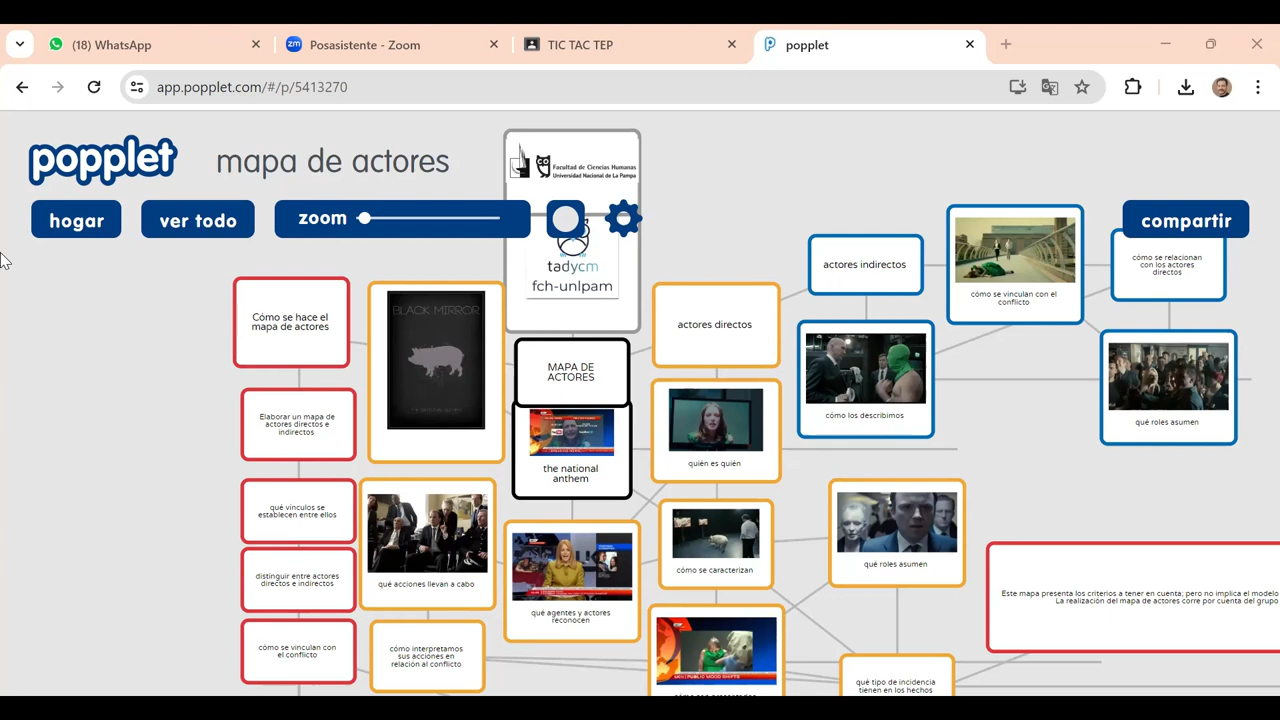 (18) WhatsApp
zm
Posasistente - Zoom
TIC TAC TEP
popplet
app.popplet.com/#/p/5413270
popplet
mapa de actores
Facultad de Ciencias Humanas
Universidad Nacional de La Pampa
hogar
ver todo
zoom
compartir
tadycm
fch-unlpam
actores indirectos
cómo se vinculan con el
conflicto
cómo se relacionan
con los actores
directos
Cómo se hace el
mapa de actores
BLACK MIRROR
actores directos
MAPA DE
ACTORES
cómo los describimos
qué roles asumen
Elaborar un mapa de
actores directos e
indirectos
the national
anthem
quién es quién
qué vínculos se
establecen entre ellos
qué acciones llevan a cabo
qué agentes y actores
reconocen
cómo se caracterizan
qué roles asumen
distinguir entre actores
directos e indirectos
Este mapa presenta los criterios a tener en cuenta; pero no implica el modelo
La realización del mapa de actores corre por cuenta del grupo
cómo se vinculan con
el conflicto
cómo interpretamos
sus acciones en
relación al conflicto
UKN | PUBLIC MOOD SHIFTS
qué tipo de incidencia
tienen en los hechos